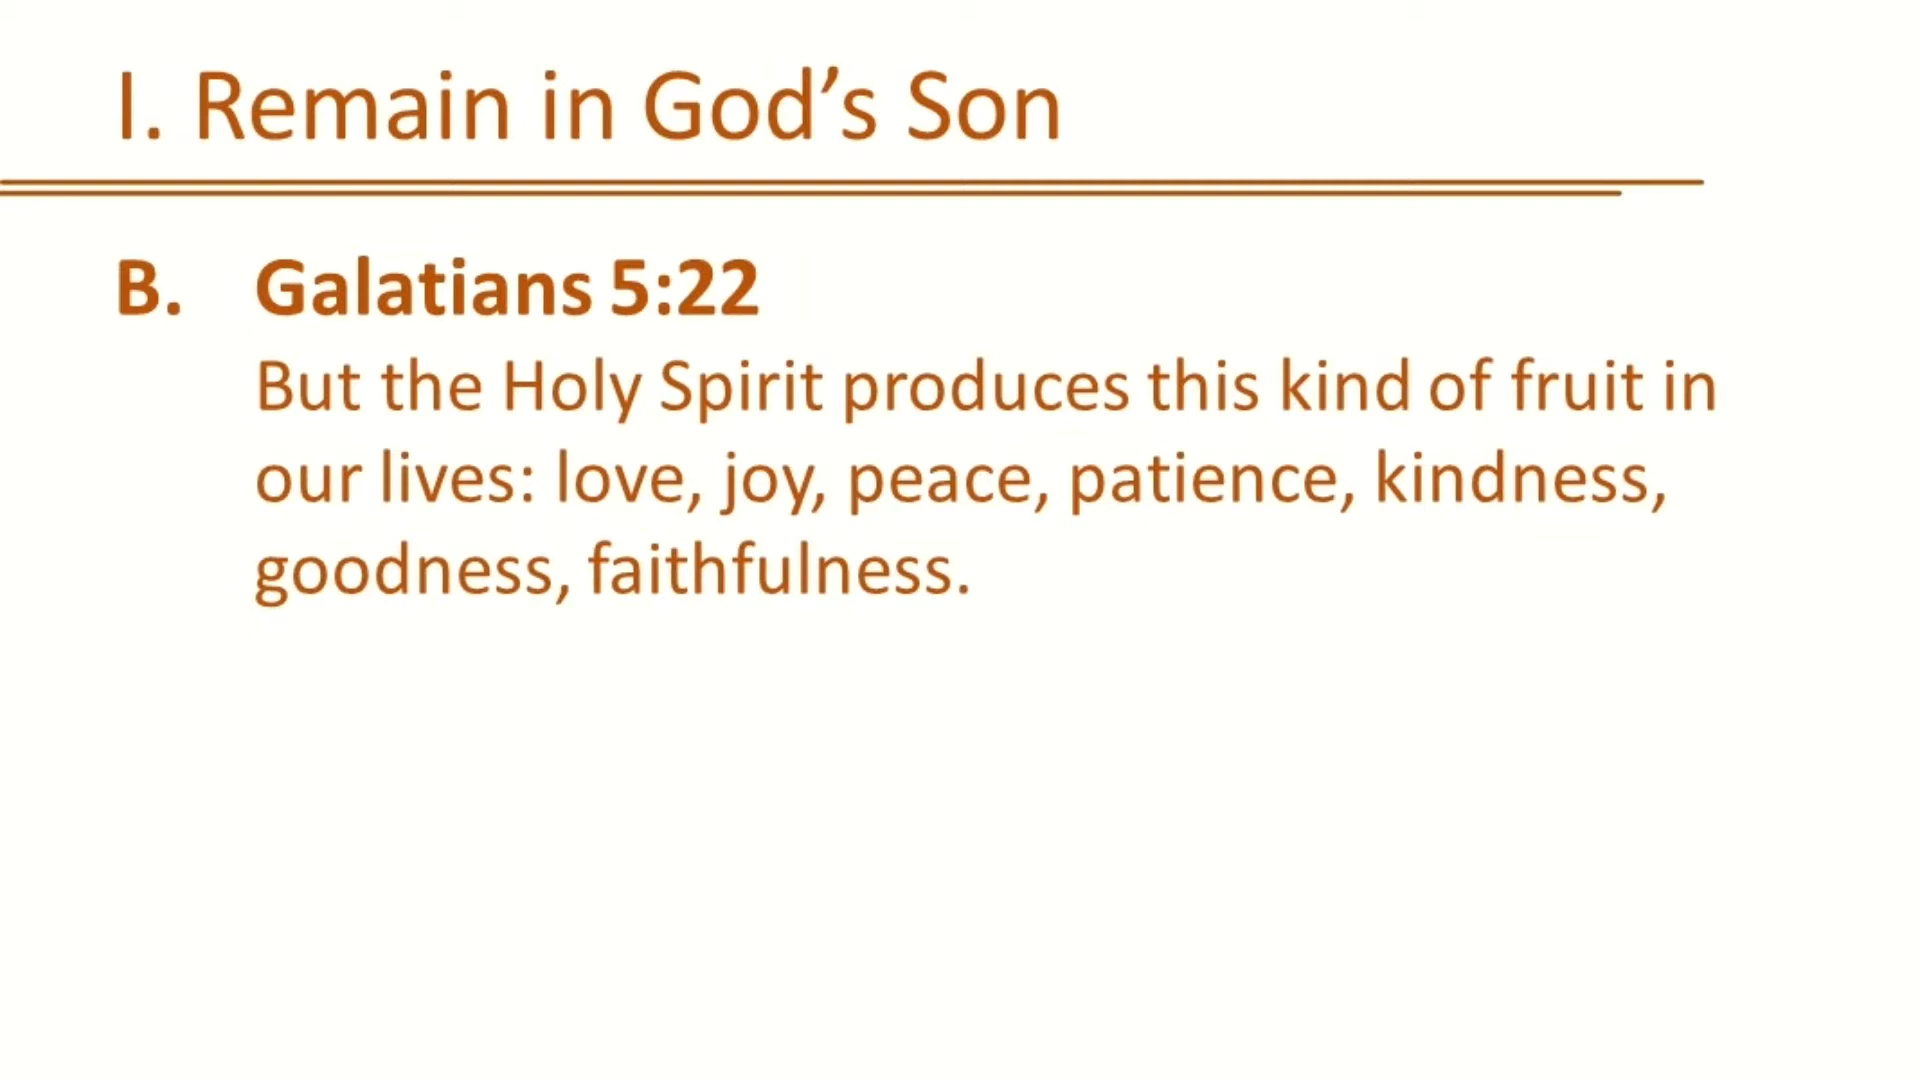 I. Remain in God’s Son
B. Galatians 5:22
But the Holy Spirit produces this kind of fruit in
our lives: love, joy, peace, patience, kindness,
goodness, faithfulness.